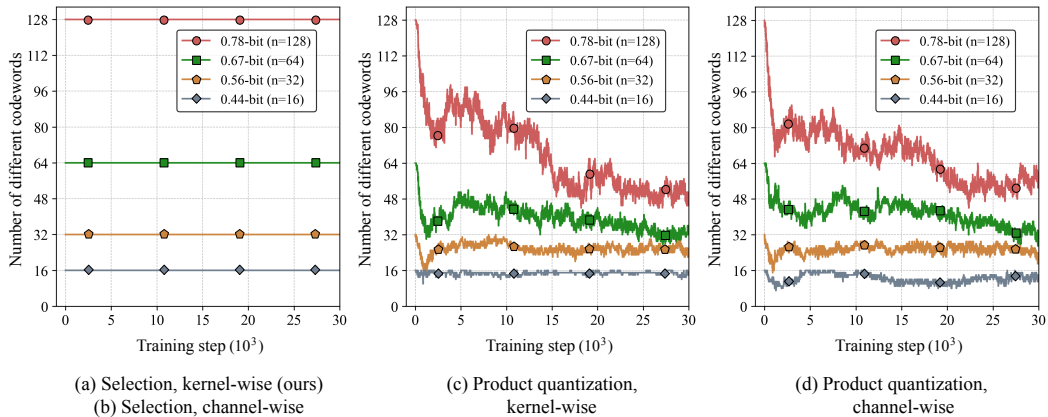 Number of different codewords
128
112
96
80
64
48
32
16
0
0.78-bit (n=128)
0.67-bit (n=64)
0.56-bit (n=32)
0.44-bit (n=16)
0 5 10 15 20 25 30
Training step (10³)
(a) Selection, kernel-wise (ours)
(b) Selection, channel-wise
Number of different codewords
128
112
96
80
64
48
32
16
0
0.78-bit (n=128)
0.67-bit (n=64)
0.56-bit (n=32)
0.44-bit (n=16)
0 5 10 15 20 25 30
Training step (10³)
(c) Product quantization,
kernel-wise
Number of different codewords
128
112
96
80
64
48
32
16
0
0.78-bit (n=128)
0.67-bit (n=64)
0.56-bit (n=32)
0.44-bit (n=16)
0 5 10 15 20 25 30
Training step (10³)
(d) Product quantization,
channel-wise